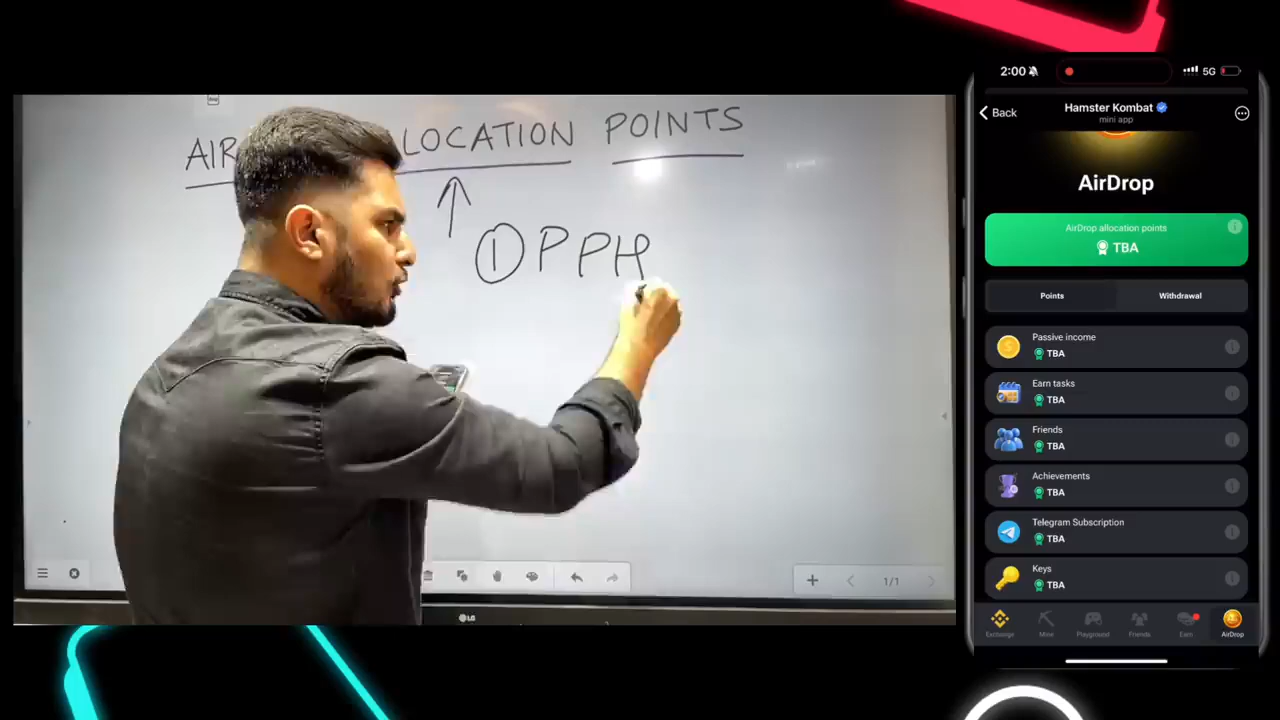 AIR LOCATION POINTS
① PPH
1/1
LG
2:00 5G
Back
Hamster Kombat
mini app
AirDrop
AirDrop allocation points
TBA
Points Withdrawal
Passive income
TBA
Earn tasks
TBA
Friends
TBA
Achievements
TBA
Telegram Subscription
TBA
Keys
TBA
Exchange Mine Playground Friends Earn AirDrop